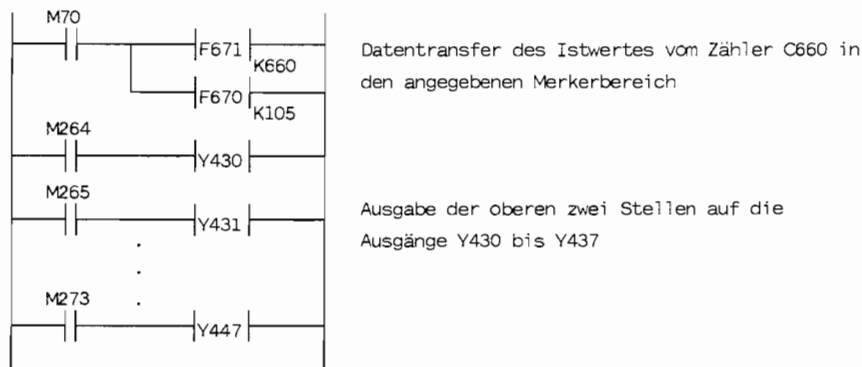 M70
F671
K660
Datentransfer des Istwertes vom Zähler C660 in
den angegebenen Merkerbereich
F670
K105
M264
Y430
M265
Y431
Ausgabe der oberen zwei Stellen auf die
Ausgänge Y430 bis Y437
M273
Y447